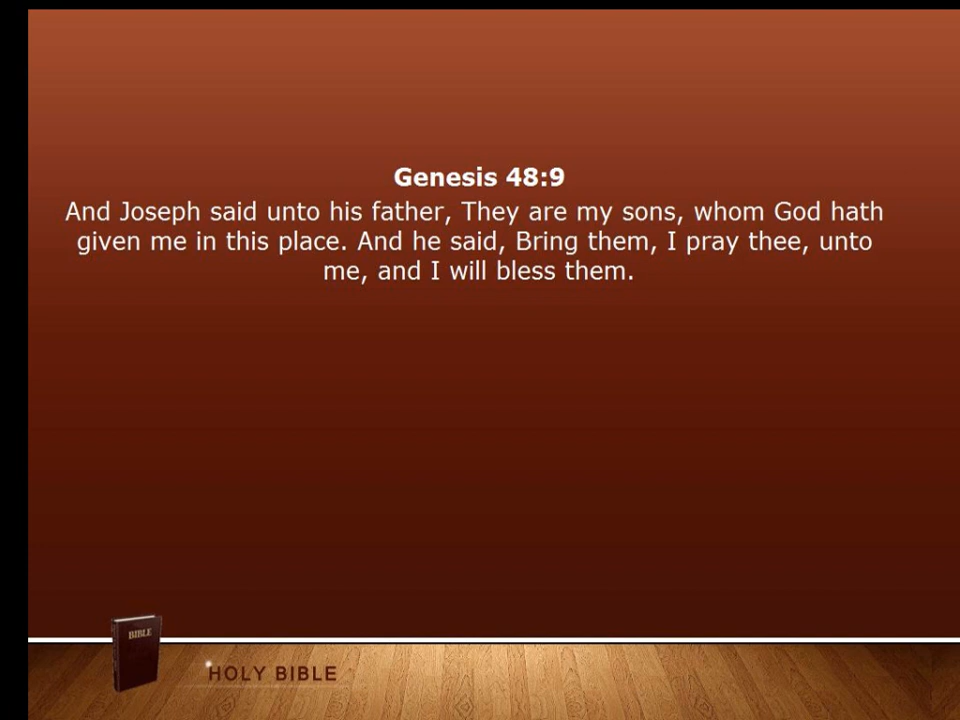 Genesis 48:9
And Joseph said unto his father, They are my sons, whom God hath
given me in this place. And he said, Bring them, I pray thee, unto
me, and I will bless them.
BIBLE
HOLY BIBLE